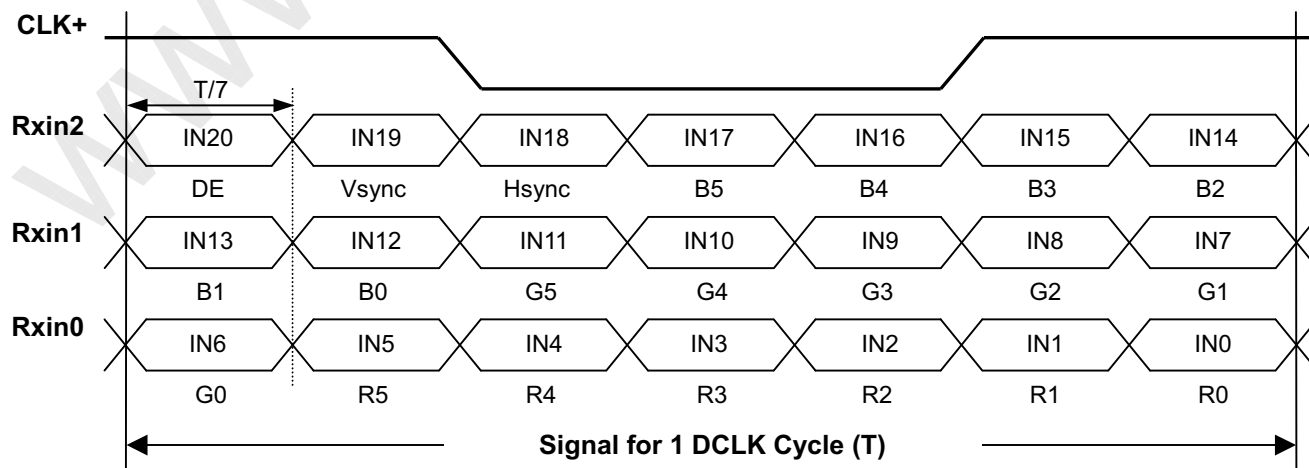 CLK+
T/7
Rxin2 IN20 IN19 IN18 IN17 IN16 IN15 IN14
DE Vsync Hsync B5 B4 B3 B2
Rxin1 IN13 IN12 IN11 IN10 IN9 IN8 IN7
B1 B0 G5 G4 G3 G2 G1
Rxin0 IN6 IN5 IN4 IN3 IN2 IN1 IN0
G0 R5 R4 R3 R2 R1 R0
Signal for 1 DCLK Cycle (T)